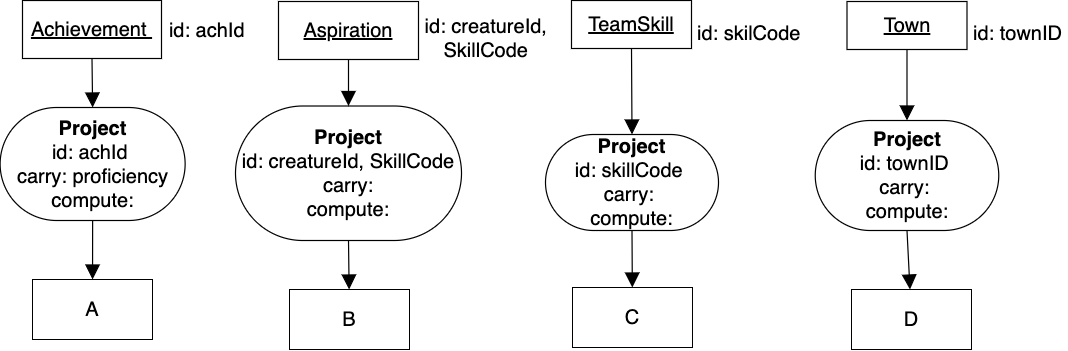 Achievement
id: achId
Project
id: achId
carry: proficiency
compute:
A
Aspiration
id: creatureId,
SkillCode
Project
id: creatureId, SkillCode
carry:
compute:
B
TeamSkill
id: skilCode
Project
id: skillCode
carry:
compute:
C
Town
id: townID
Project
id: townID
carry:
compute:
D